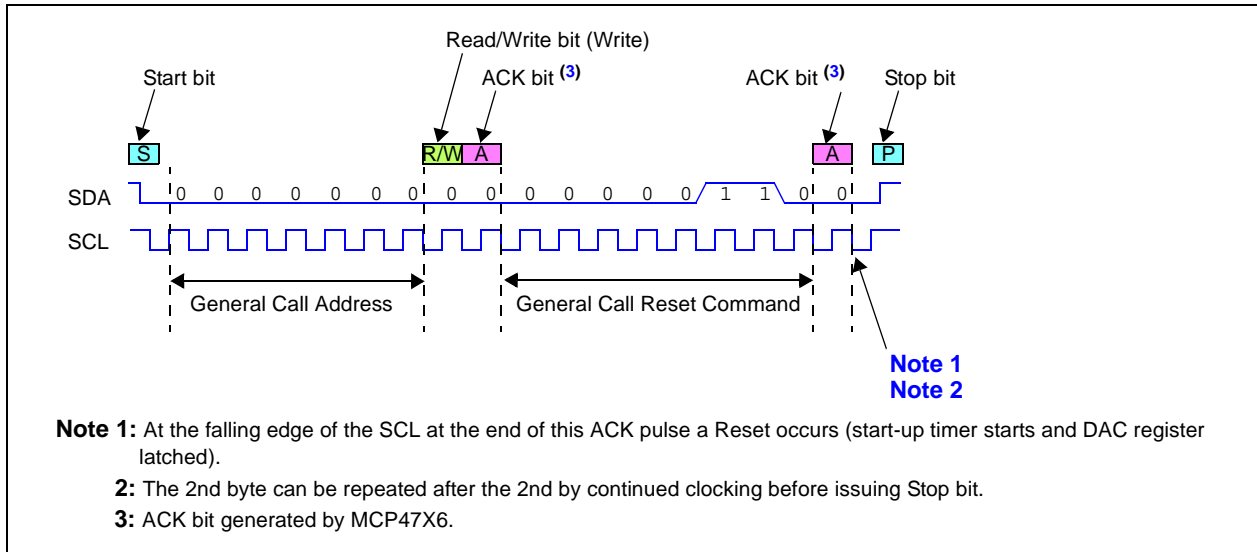 Read/Write bit (Write)
Start bit
ACK bit (3)
ACK bit (3)
Stop bit
S
R/W
A
A
P
SDA
0 0 0 0 0 0 0 0 0 0 0 0 0 0 1 1 0 0
SCL
General Call Address
General Call Reset Command
Note 1
Note 2
Note 1: At the falling edge of the SCL at the end of this ACK pulse a Reset occurs (start-up timer starts and DAC register
latched).
2: The 2nd byte can be repeated after the 2nd by continued clocking before issuing Stop bit.
3: ACK bit generated by MCP47X6.